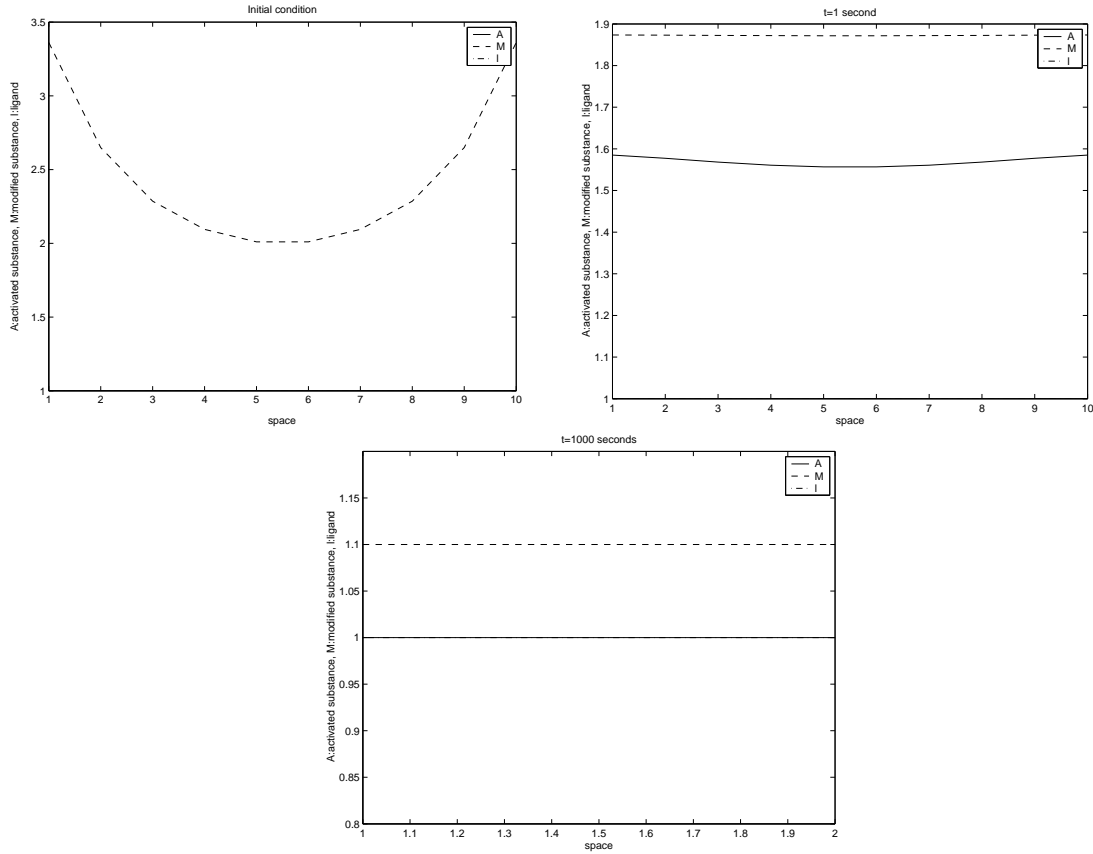 Initial condition
3.5
3
2.5
2
1.5
1
A:activated substance, M:modified substance, I:ligand
A
M
I
1 2 3 4 5 6 7 8 9 10
space
t=1 second
1.9
1.8
1.7
1.6
1.5
1.4
1.3
1.2
1.1
1
A:activated substance, M:modified substance, I:ligand
A
M
I
1 2 3 4 5 6 7 8 9 10
space
t=1000 seconds
1.15
1.1
1.05
1
0.95
0.9
0.85
0.8
A:activated substance, M:modified substance, I:ligand
A
M
I
1 1.1 1.2 1.3 1.4 1.5 1.6 1.7 1.8 1.9 2
space